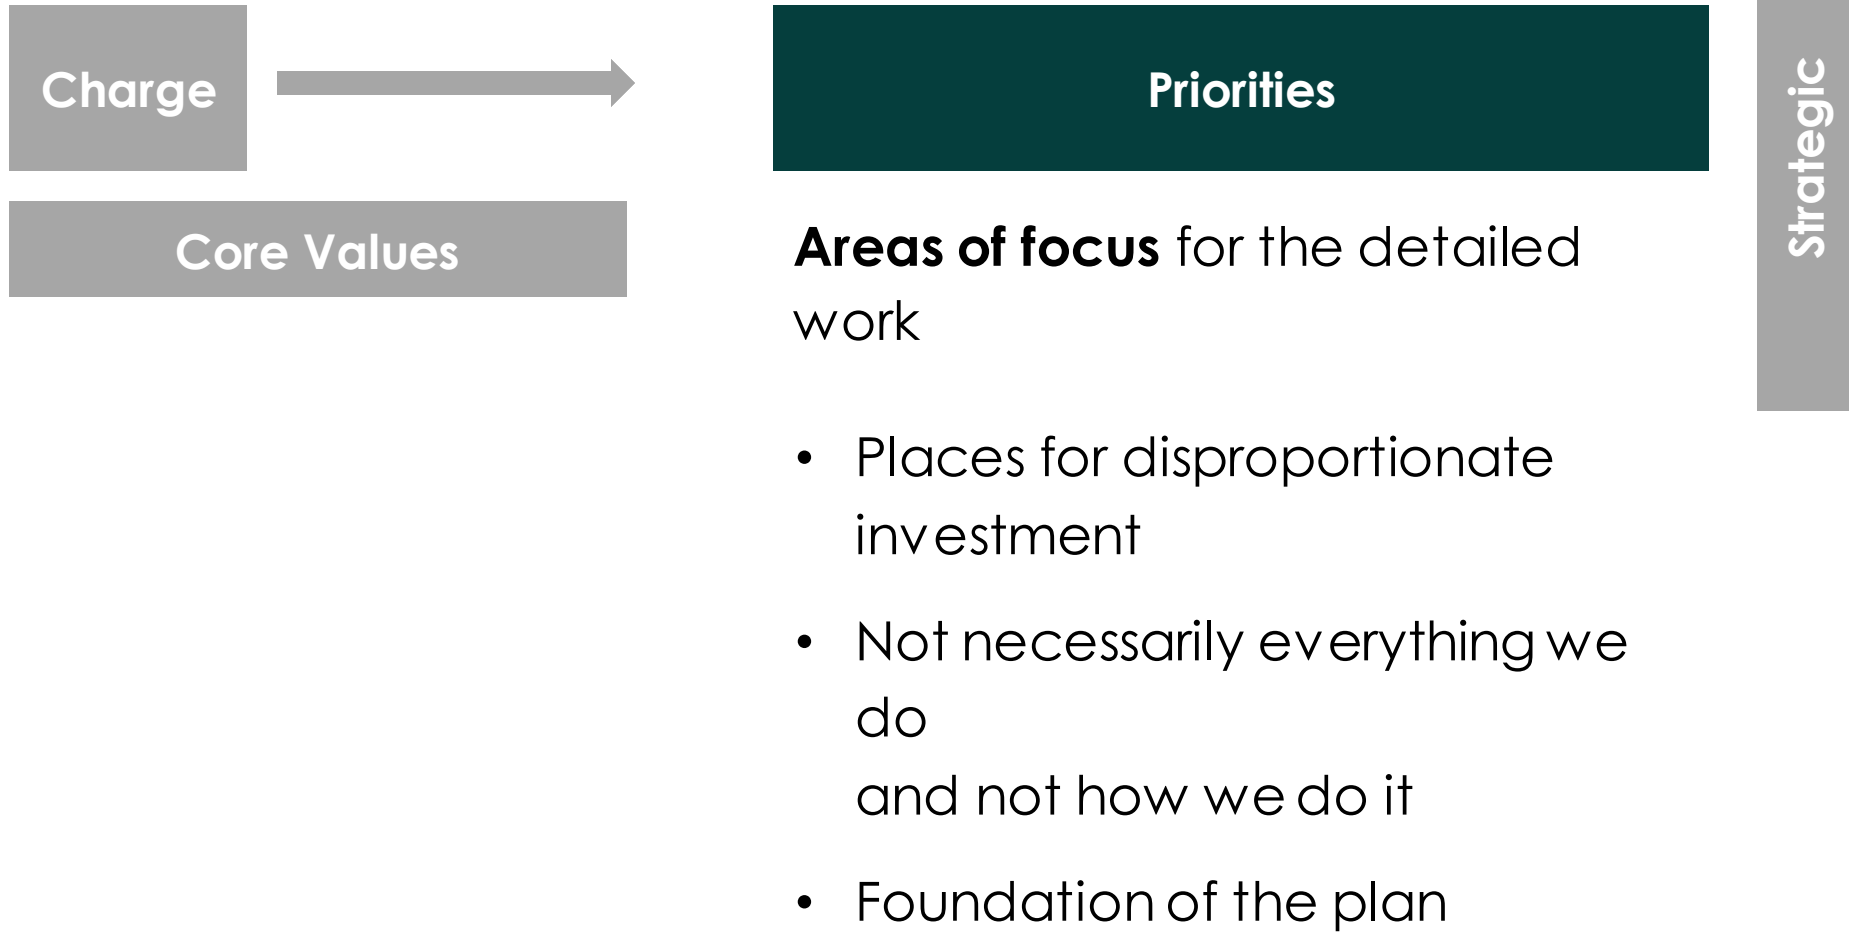 Charge
Priorities
Strategic
Core Values
Areas of focus for the detailed
work
• Places for disproportionate
investment
• Not necessarily everything we
do
and not how we do it
• Foundation of the plan